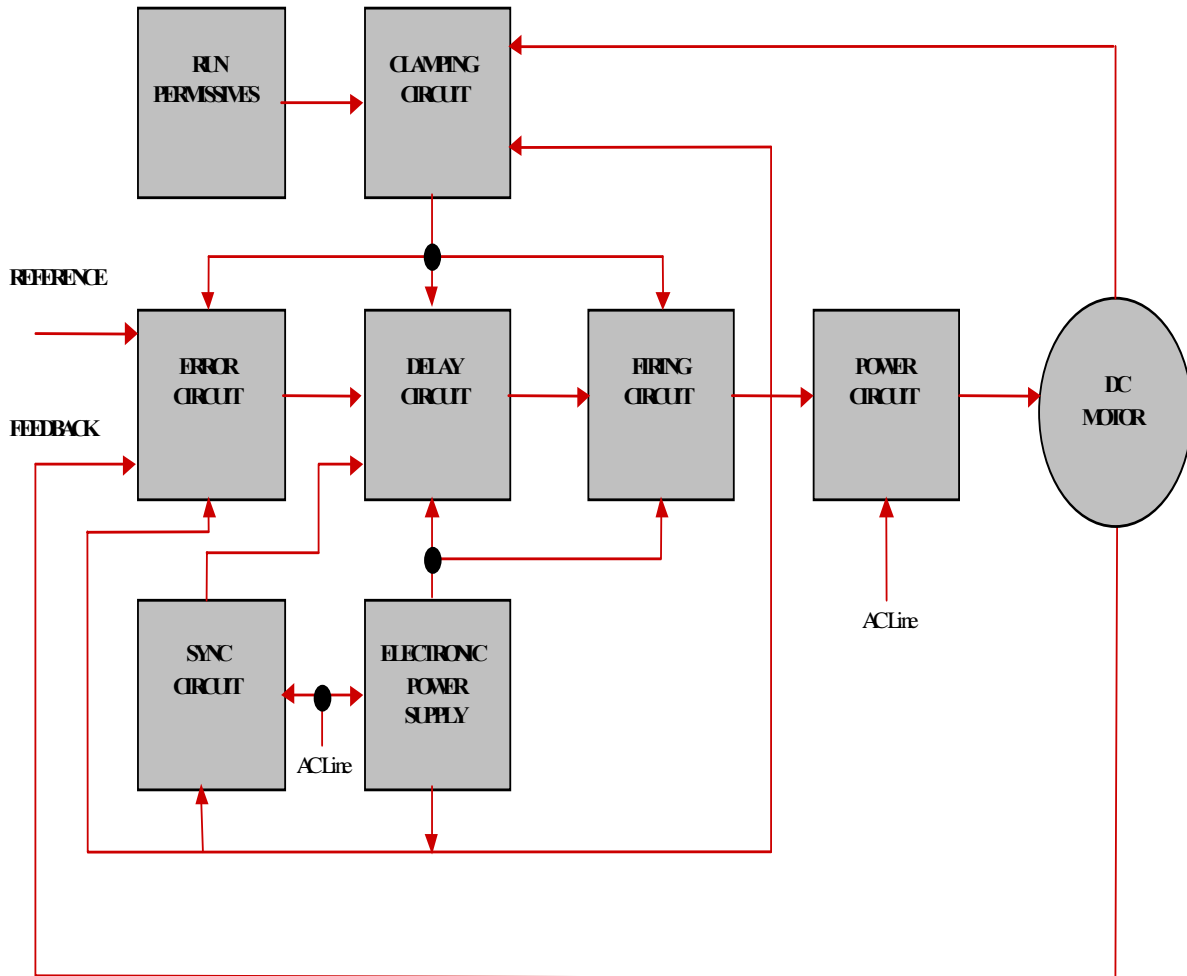 RUN
PERMISSIVES
CLAMPING
CIRCUIT
REFERENCE
FEEDBACK
ERROR
CIRCUIT
DELAY
CIRCUIT
FIRING
CIRCUIT
POWER
CIRCUIT
DC
MOTOR
SYNC
CIRCUIT
AC Line
ELECTRONIC
POWER
SUPPLY
AC Line